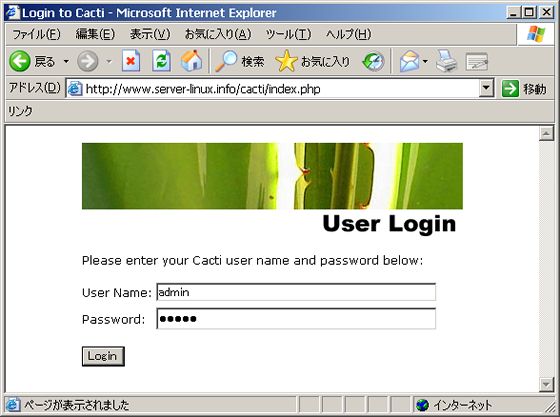 Login to Cacti - Microsoft Internet Explorer
ファイル(F) 編集(E) 表示(V) お気に入り(A) ツール(T) ヘルプ(H)
戻る 検索 お気に入り
アドレス(D) http://www.server-linux.info/cacti/index.php 移動
リンク
User Login
Please enter your Cacti user name and password below:
User Name: admin
Password: ●●●●●
Login
ページが表示されました インターネット